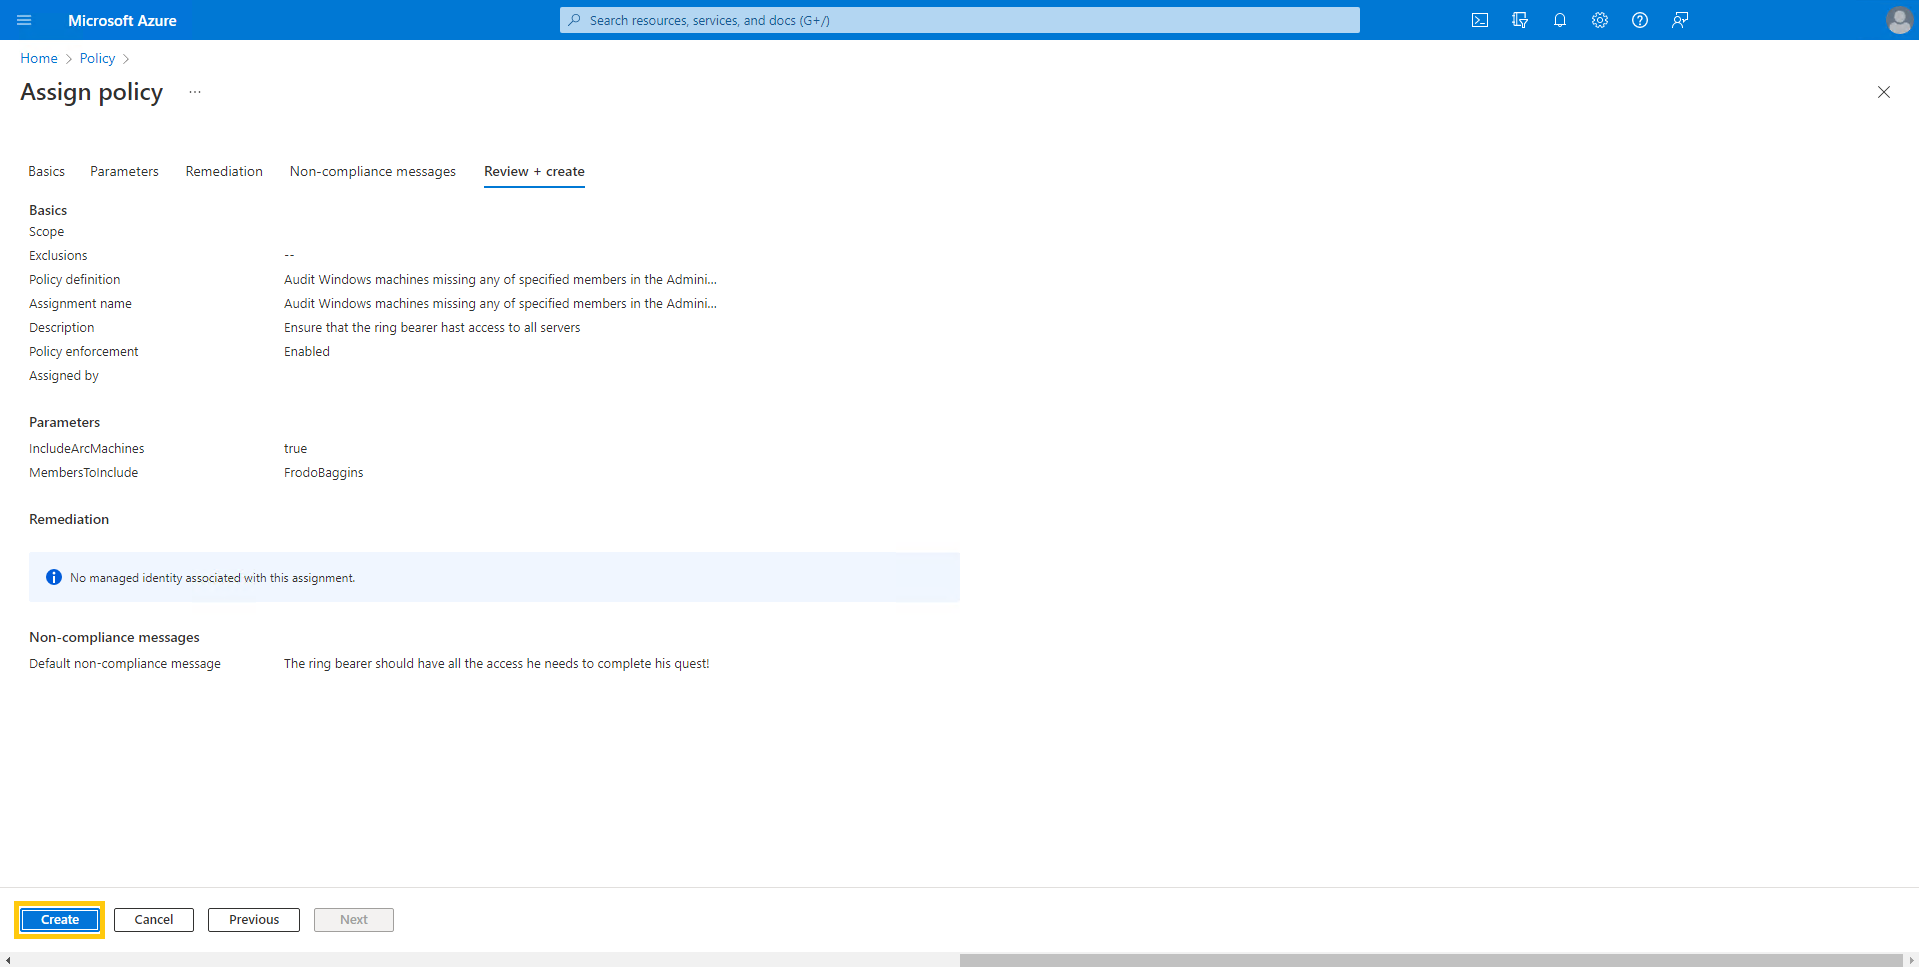 Microsoft Azure
Search resources, services, and docs (G+/)
Home > Policy >
Assign policy ...
Basics Parameters Remediation Non-compliance messages Review + create
Basics
Scope
Exclusions --
Policy definition Audit Windows machines missing any of specified members in the Admini...
Assignment name Audit Windows machines missing any of specified members in the Admini...
Description Ensure that the ring bearer hast access to all servers
Policy enforcement Enabled
Assigned by
Parameters
IncludeArcMachines true
MembersToInclude FrodoBaggins
Remediation
No managed identity associated with this assignment.
Non-compliance messages
Default non-compliance message The ring bearer should have all the access he needs to complete his quest!
Create Cancel Previous Next